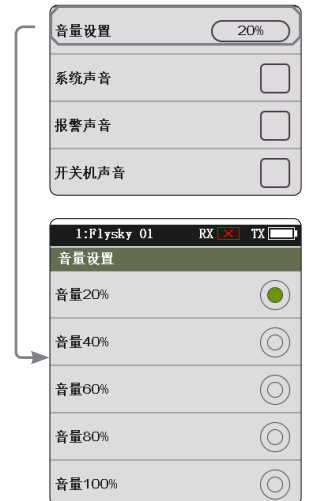 音量设置 20%
系统声音
报警声音
开关机声音
1:Flysky 01 RX TX
音量设置
音量20%
音量40%
音量60%
音量80%
音量100%